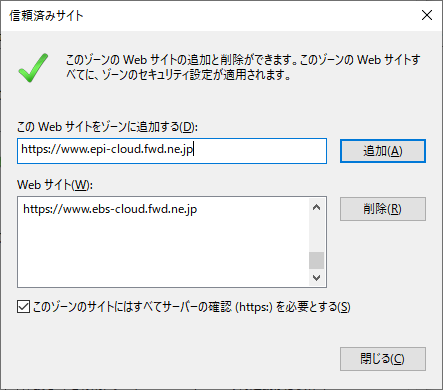 信頼済みサイト
このゾーンの Web サイトの追加と削除ができます。このゾーンの Web サイトす
べてに、ゾーンのセキュリティ設定が適用されます。
この Web サイトをゾーンに追加する(D):
https://www.epi-cloud.fwd.ne.jp
追加(A)
Web サイト(W):
https://www.ebs-cloud.fwd.ne.jp
削除(R)
このゾーンのサイトにはすべてサーバーの確認 (https:) を必要とする(S)
閉じる(C)